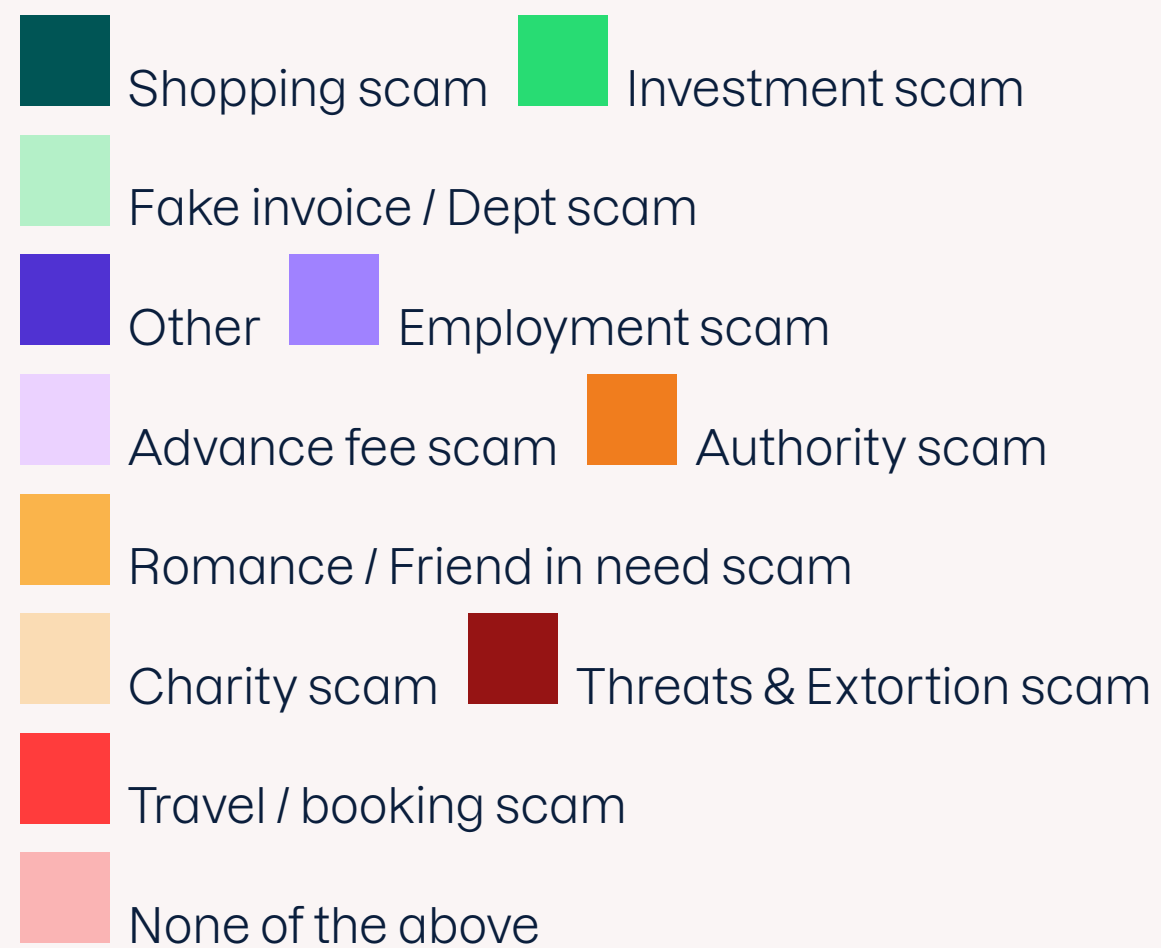 Shopping scam Investment scam
Fake invoice / Dept scam
Other Employment scam
Advance fee scam Authority scam
Romance / Friend in need scam
Charity scam Threats & Extortion scam
Travel / booking scam
None of the above